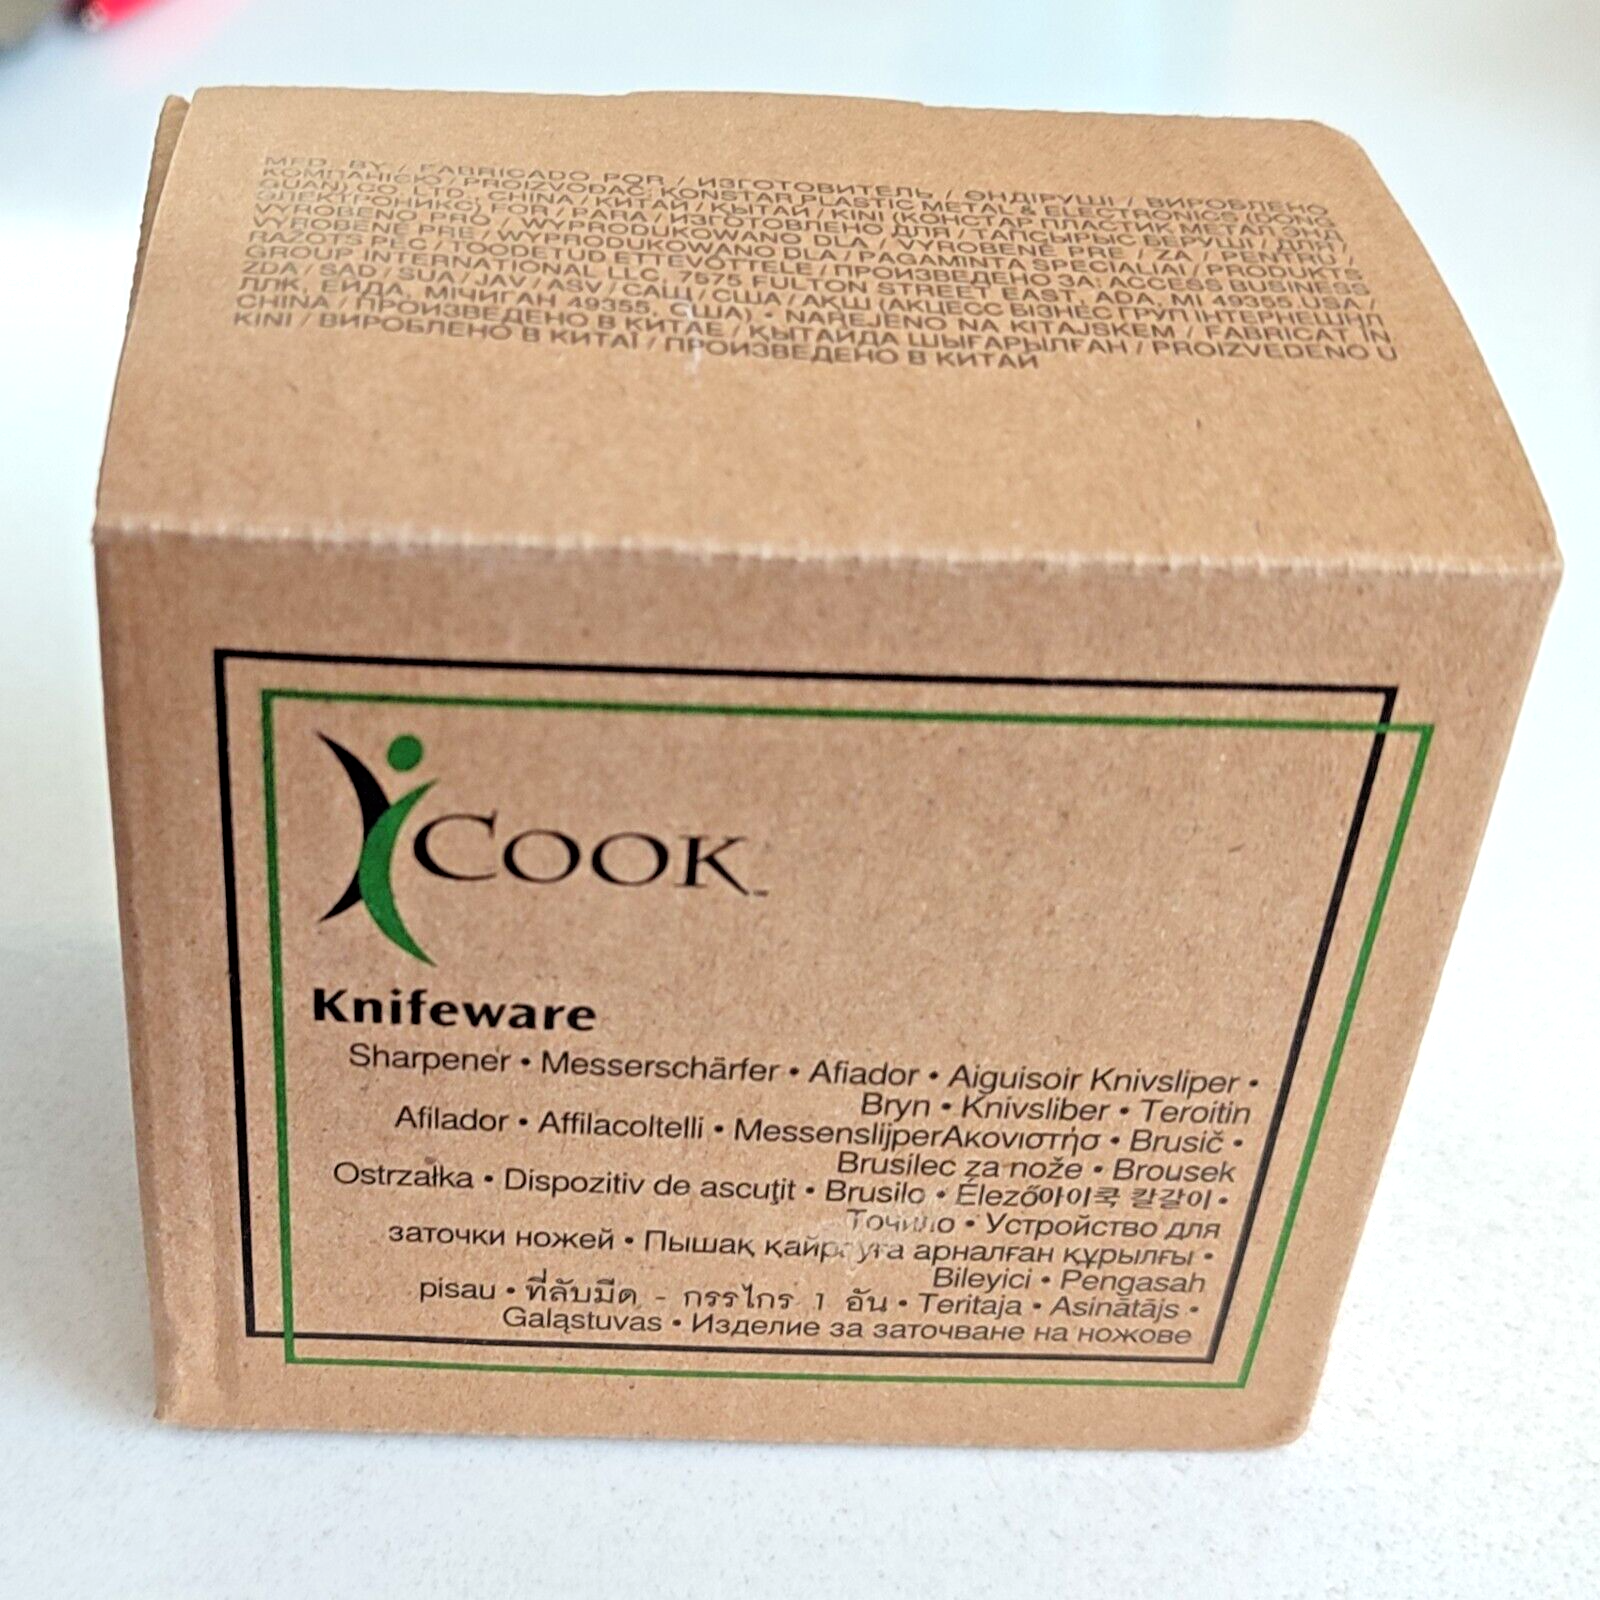 MFD. BY / FABRICADO POR / ИЗГОТОВИТЕЛЬ / ӨНДІРУШІ / ВИРОБЛЕНО
КОМПАНІЄЮ / PROIZVODAČ: KONSTAR PLASTIC METAL & ELECTRONICS (DONG
GUAN) CO. LTD, CHINA / КИТАЙ / ҚЫТАЙ / KINI (КОНСТАР ПЛАСТИК МЕТАЛ ЭНД
ЭЛЕКТРОНИКС) FOR / PARA / ИЗГОТОВЛЕНО ДЛЯ / ТАПСЫРЫС БЕРУШІ / ДЛЯ /
VYROBENO PRO / WYPRODUKOWANO DLA / VYROBENÉ PRE / ZA / PENTRU /
VYROBENÉ PRE / WYPRODUKOWANO DLA / PAGAMINTA SPECIALIAI / PRODUKTS
RAŽOTS PĒC / TOODETUD ETTEVÕTTELE / ПРОИЗВЕДЕНО ЗА: ACCESS BUSINESS
GROUP INTERNATIONAL LLC, 7575 FULTON STREET EAST, ADA, MI 49355 USA /
ZDA / SAD / SUA / JAV / ASV / САЩ / США / АҚШ (АКЦЕСС БІЗНЕС ГРУП ІНТЕРНЕШНЛ
ЛЛК, ЕЙДА, МІЧИГАН 49355, США) • NAREJENO NA KITAJSKEM / FABRICAT IN
CHINA / ПРОИЗВЕДЕНО В КИТАЕ / ҚЫТАЙДА ШЫҒАРЫЛҒАН / PROIZVEDENO U
KINI / ВИРОБЛЕНО В КИТАЇ / ПРОИЗВЕДЕНО В КИТАЙ
COOK™
Knifeware
Sharpener • Messerschärfer • Afiador • Aiguisoir Knivsliper •
Bryn • Knivsliber • Teroitin
Afilador • Affilacoltelli • MessenslijperΑκονιστήσ • Brusič •
Brusilec za nože • Brousek
Ostrzałka • Dispozitiv de ascuţit • Brusilo • Élező아이쿡 칼갈이 •
Точило • Устройство для
заточки ножей • Пышақ қайрауға арналған құрылғы •
Bileyici • Pengasah
pisau • ที่ลับมีด - กรรไกร 1 อัน • Teritaja • Asinātājs •
Galąstuvas • Изделие за заточване на ножове